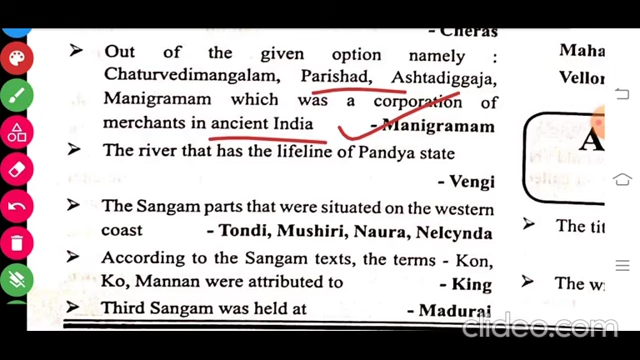 - Cheras
➤ Out of the given option namely :
Chaturvedimangalam, Parishad, Ashtadiggaja,
Manigramam which was a corporation of
merchants in ancient India - Manigramam
➤ The river that has the lifeline of Pandya state
- Vengi
➤ The Sangam parts that were situated on the western
coast - Tondi, Mushiri, Naura, Nelcynda
➤ According to the Sangam texts, the terms - Kon,
Ko, Mannan were attributed to - King
➤ Third Sangam was held at - Madurai
Maha
Vellor
A
➤ The tit
➤ The w
clideo.com